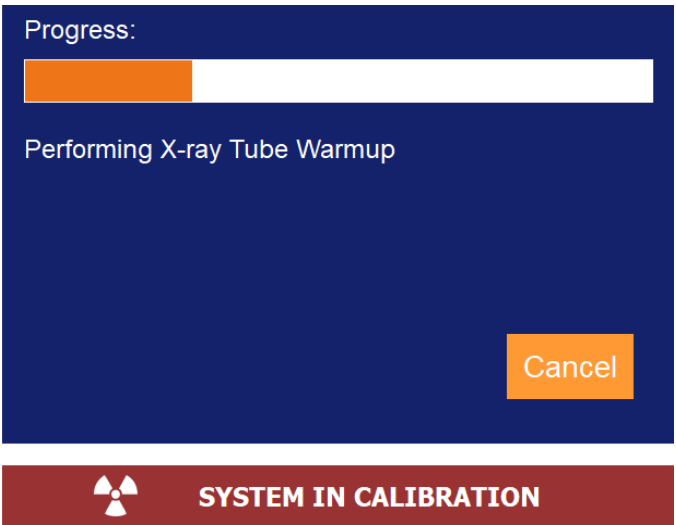 Progress:
Performing X-ray Tube Warmup
Cancel
SYSTEM IN CALIBRATION